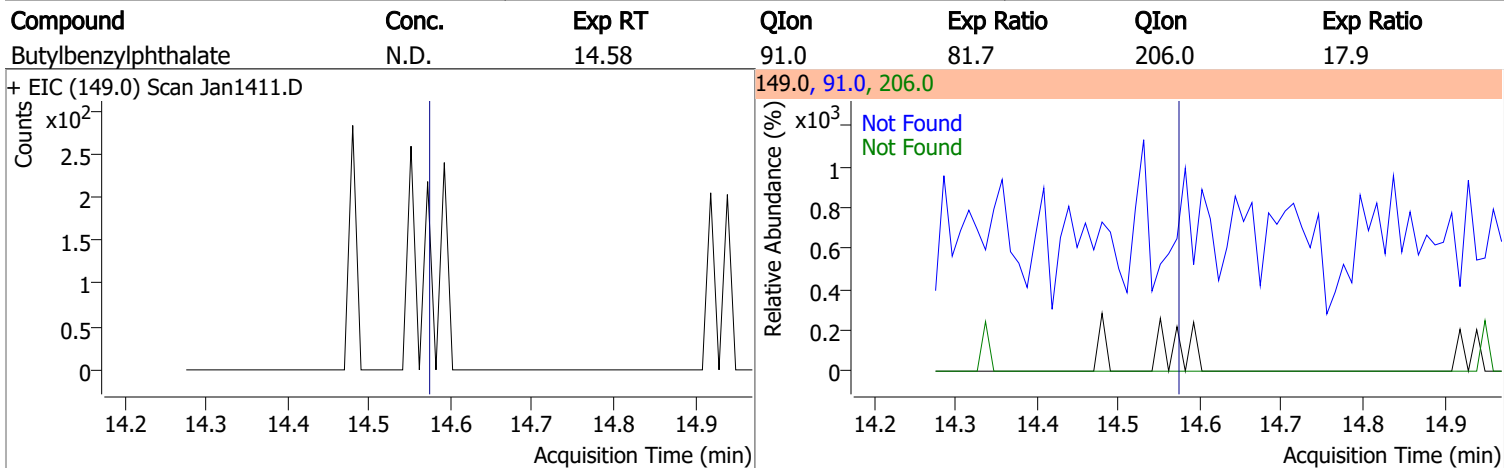 Compound Conc. Exp RT QIon Exp Ratio QIon Exp Ratio
Butylbenzylphthalate N.D. 14.58 91.0 81.7 206.0 17.9
+ EIC (149.0) Scan Jan1411.D
Counts
x10²
2.5
2
1.5
1
0.5
0
14.2 14.3 14.4 14.5 14.6 14.7 14.8 14.9
Acquisition Time (min)
149.0, 91.0, 206.0
Relative Abundance (%)
x10³
Not Found
Not Found
1
0.8
0.6
0.4
0.2
0
14.2 14.3 14.4 14.5 14.6 14.7 14.8 14.9
Acquisition Time (min)